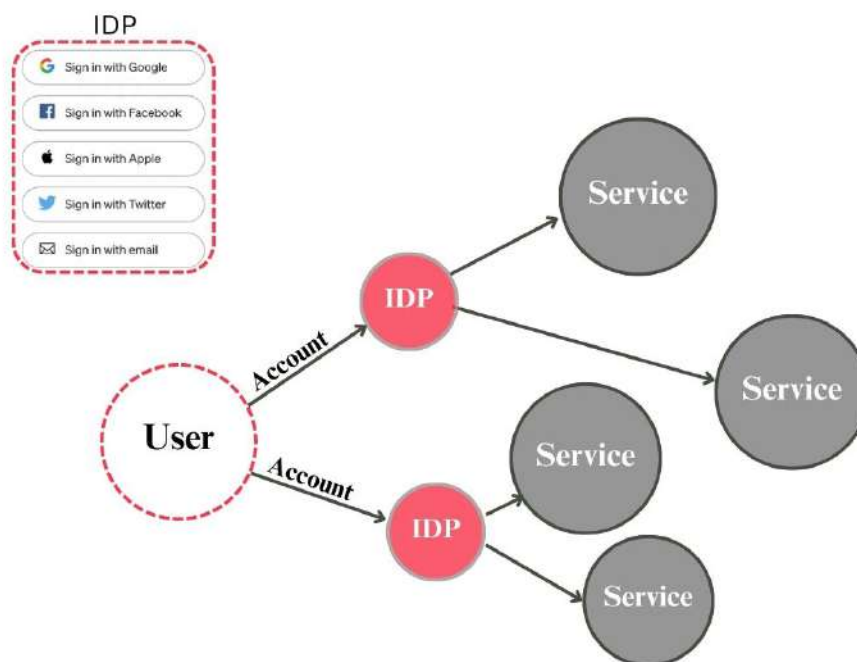 IDP
Sign in with Google
Sign in with Facebook
Sign in with Apple
Sign in with Twitter
Sign in with email
Service
IDP
Account
Service
User
Service
Account
IDP
Service